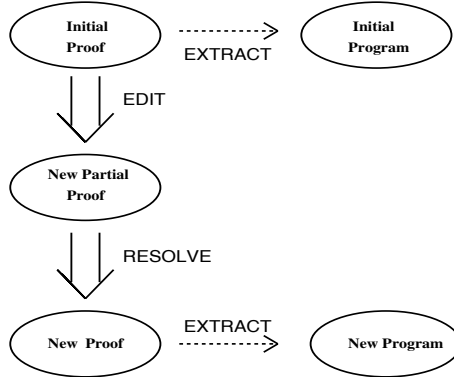 Initial
Proof
EXTRACT
Initial
Program
EDIT
New Partial
Proof
RESOLVE
New Proof
EXTRACT
New Program